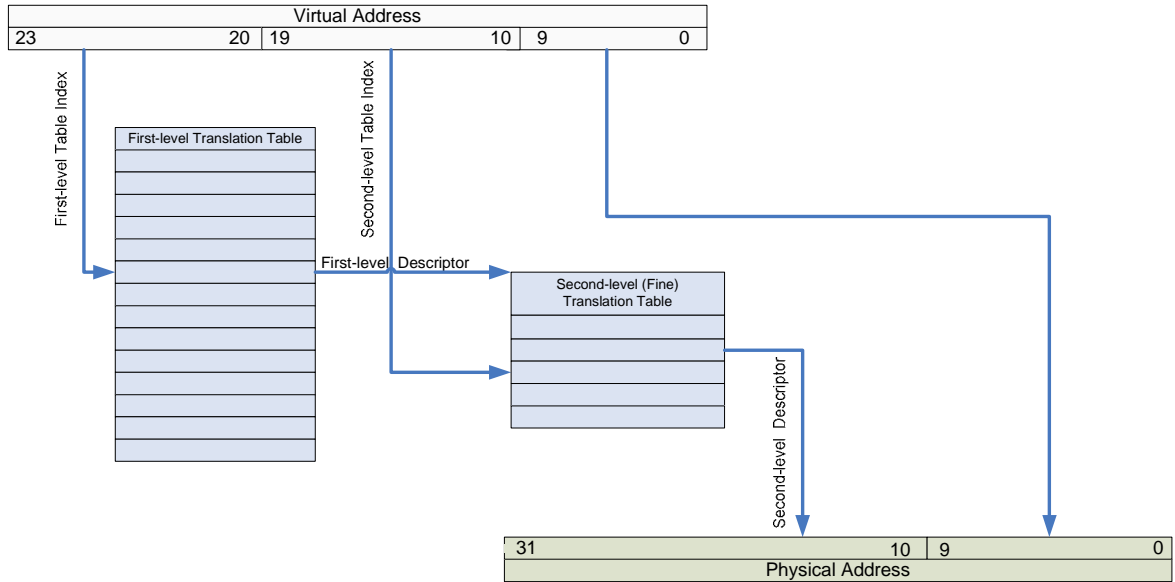 Virtual Address
23 20 19 10 9 0
First-level Table Index
Second-level Table Index
First-level Translation Table
First-level Descriptor
Second-level (Fine)
Translation Table
Second-level Descriptor
31 10 9 0
Physical Address